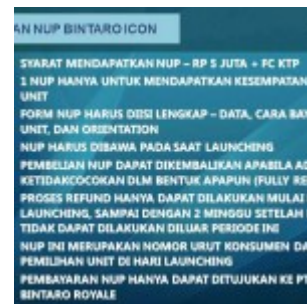 AN NUP BINTARO ICON
SYARAT MENDAPATKAN NUP – RP 5 JUTA + FC KTP
1 NUP HANYA UNTUK MENDAPATKAN KESEMPATAN
UNIT
FORM NUP HARUS DIISI LENGKAP – DATA, CARA BAY
UNIT, DAN ORIENTATION
NUP HARUS DIBAWA PADA SAAT LAUNCHING
PEMBELIAN NUP DAPAT DIKEMBALIKAN APABILA AD
KETIDAKCOCOKAN DLM BENTUK APAPUN (FULLY RE
PROSES REFUND HANYA DAPAT DILAKUKAN MULAI
LAUNCHING, SAMPAI DENGAN 2 MINGGU SETELAH
TIDAK DAPAT DILAKUKAN DILUAR PERIODE INI
NUP INI MERUPAKAN NOMOR URUT KONSUMEN DA
PEMILIHAN UNIT DI HARI LAUNCHING
PEMBAYARAN NUP HANYA DAPAT DITUJUKAN KE P
BINTARO ROYALE